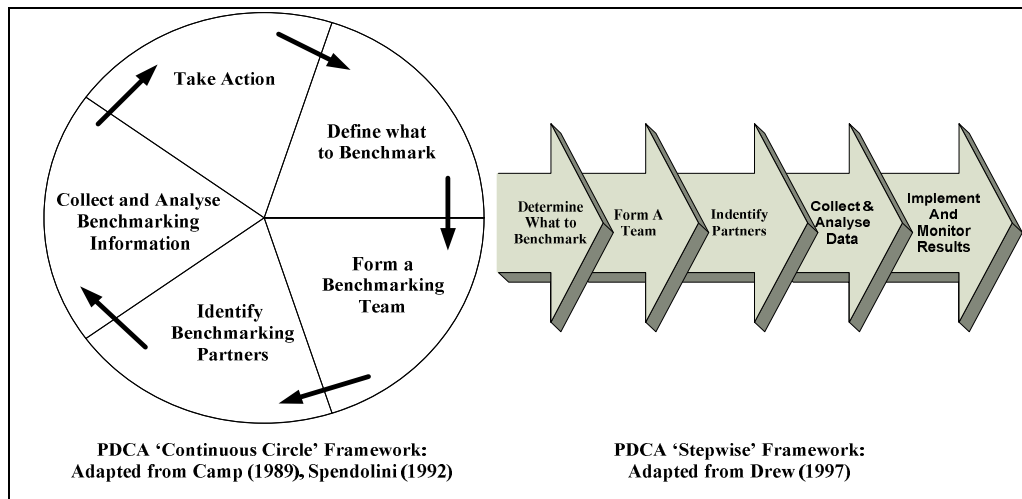 Take Action
Define what
to Benchmark
Form a
Benchmarking
Team
Identify
Benchmarking
Partners
Collect and Analyse
Benchmarking
Information
PDCA ‘Continuous Circle’ Framework:
Adapted from Camp (1989), Spendolini (1992)
Determine
What to
Benchmark
Form A
Team
Indentify
Partners
Collect &
Analyse
Data
Implement
And
Monitor
Results
PDCA ‘Stepwise’ Framework:
Adapted from Drew (1997)